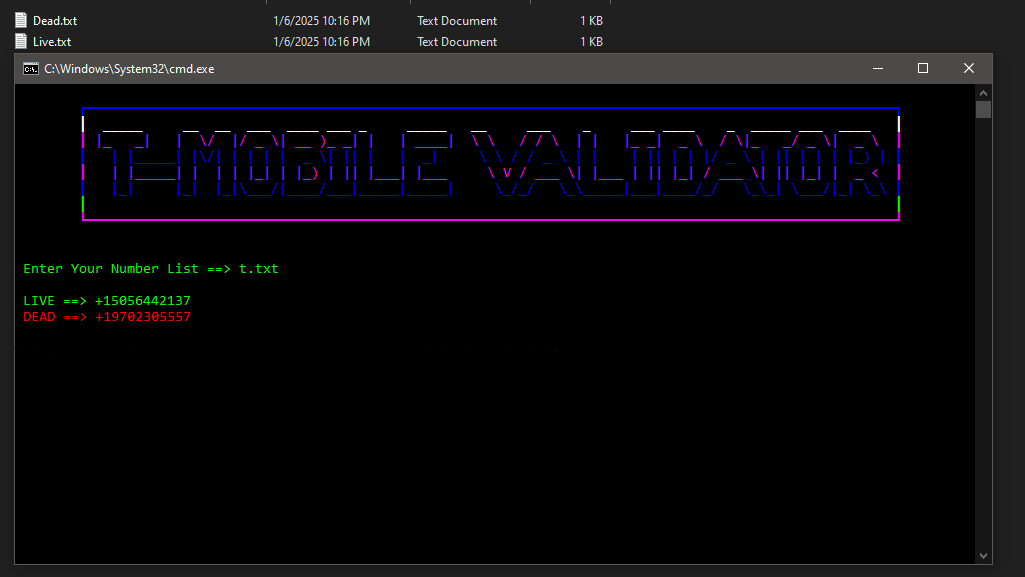 Dead.txt 1/6/2025 10:16 PM Text Document 1 KB
Live.txt 1/6/2025 10:16 PM Text Document 1 KB
C:\Windows\System32\cmd.exe
T-MOBILE VALIDATOR
Enter Your Number List ==> t.txt
LIVE ==> +15056442137
DEAD ==> +19702305557